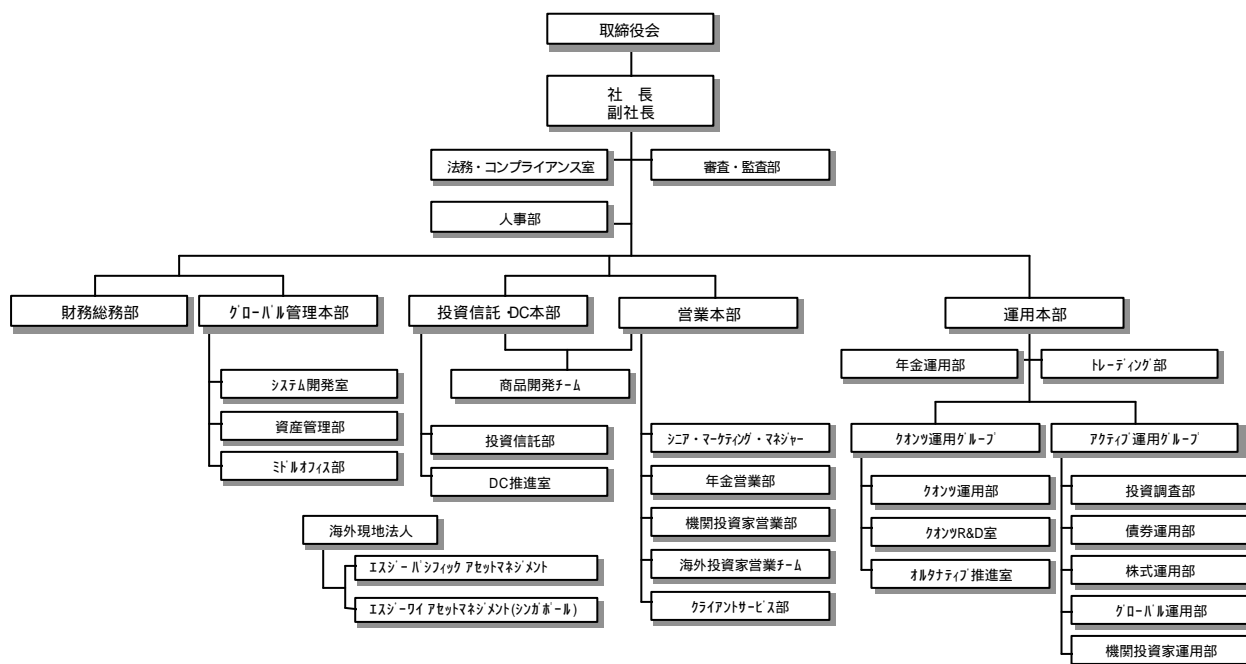 取締役会
社　長
副社長
法務・コンプライアンス室
審査・監査部
人事部
財務総務部
グローバル管理本部
投資信託・DC本部
営業本部
運用本部
年金運用部
トレーディング部
システム開発室
商品開発チーム
資産管理部
投資信託部
シニア・マーケティング・マネジャー
クオンツ運用グループ
アクティブ運用グループ
ミドルオフィス部
DC推進室
年金営業部
クオンツ運用部
投資調査部
海外現地法人
機関投資家営業部
クオンツR&D室
債券運用部
エスジー パシフィック アセットマネジメント
海外投資家営業チーム
オルタナティブ推進室
株式運用部
エスジーワイ アセットマネジメント(シンガポール)
クライアントサービス部
グローバル運用部
機関投資家運用部